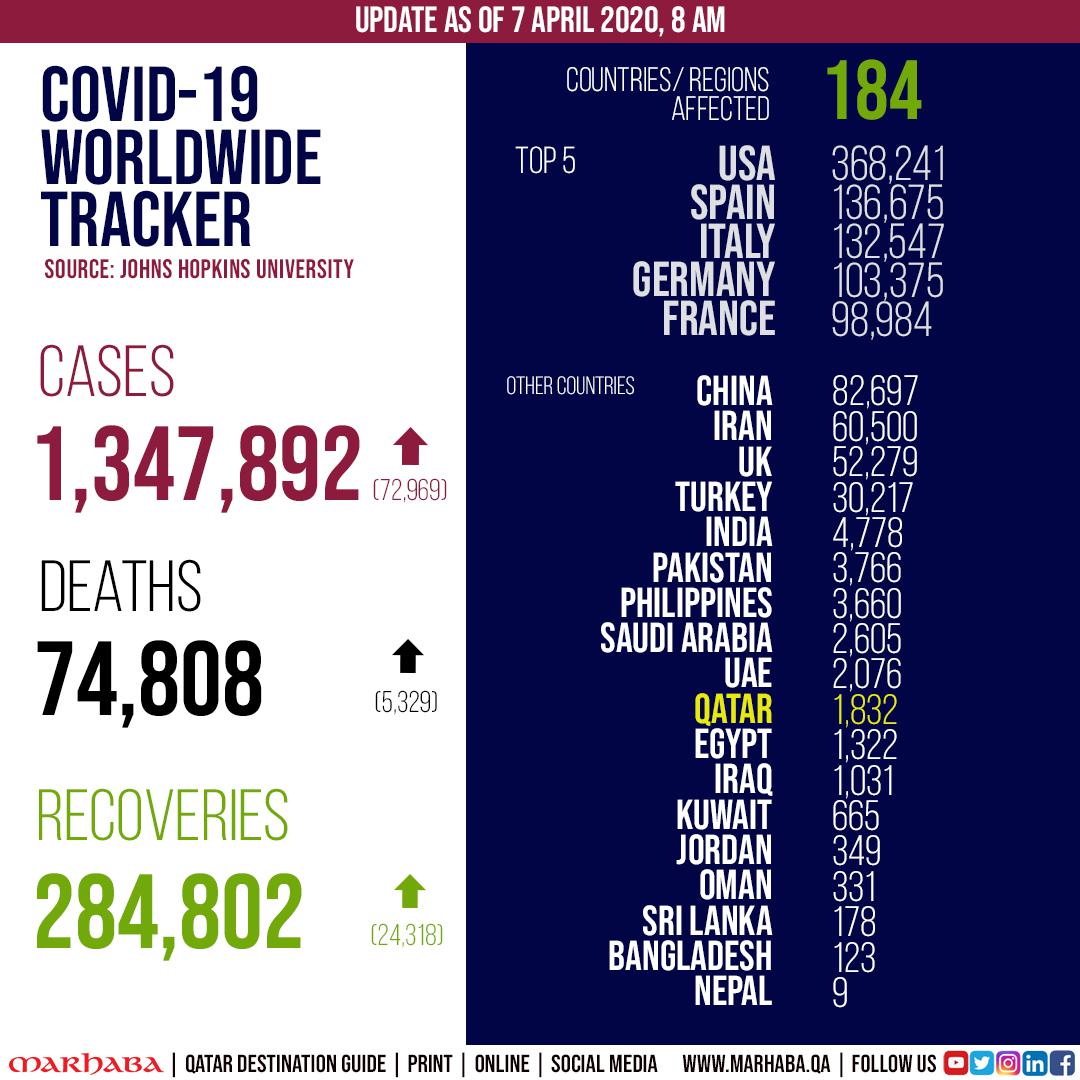 UPDATE AS OF 7 APRIL 2020, 8 AM
COVID-19
WORLDWIDE
TRACKER
SOURCE: JOHNS HOPKINS UNIVERSITY
CASES
1,347,892
(72,969)
DEATHS
74,808
(5,329)
RECOVERIES
284,802
(24,318)
COUNTRIES/ REGIONS
AFFECTED
184
TOP 5
USA 368,241
SPAIN 136,675
ITALY 132,547
GERMANY 103,375
FRANCE 98,984
OTHER COUNTRIES
CHINA 82,697
IRAN 60,500
UK 52,279
TURKEY 30,217
INDIA 4,778
PAKISTAN 3,766
PHILIPPINES 3,660
SAUDI ARABIA 2,605
UAE 2,076
QATAR 1,832
EGYPT 1,322
IRAQ 1,031
KUWAIT 665
JORDAN 349
OMAN 331
SRI LANKA 178
BANGLADESH 123
NEPAL 9
MARHABA | QATAR DESTINATION GUIDE | PRINT | ONLINE | SOCIAL MEDIA WWW.MARHABA.QA | FOLLOW US